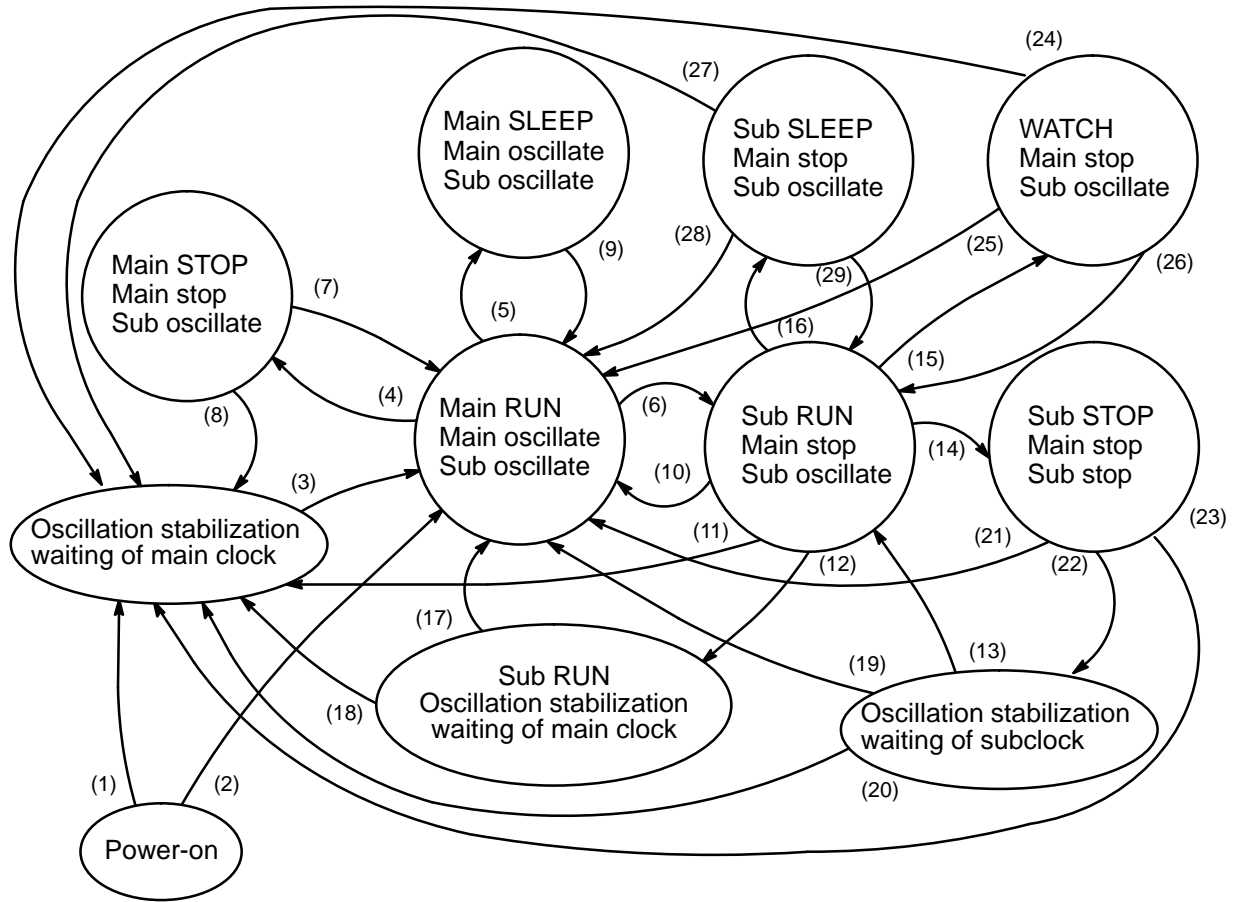 (24)
(27)
Main SLEEP
Main oscillate
Sub oscillate
Sub SLEEP
Main stop
Sub oscillate
WATCH
Main stop
Sub oscillate
(9)
(28)
(25)
(26)
(29)
Main STOP
Main stop
Sub oscillate
(7)
(5)
(16)
(15)
(4)
(8)
(6)
Main RUN
Main oscillate
Sub oscillate
Sub RUN
Main stop
Sub oscillate
Sub STOP
Main stop
Sub stop
(14)
(10)
(3)
(11)
(12)
(21)
(22)
(23)
Oscillation stabilization
waiting of main clock
(17)
(13)
(19)
(18)
Sub RUN
Oscillation stabilization
waiting of main clock
Oscillation stabilization
waiting of subclock
(1)
(2)
(20)
Power-on